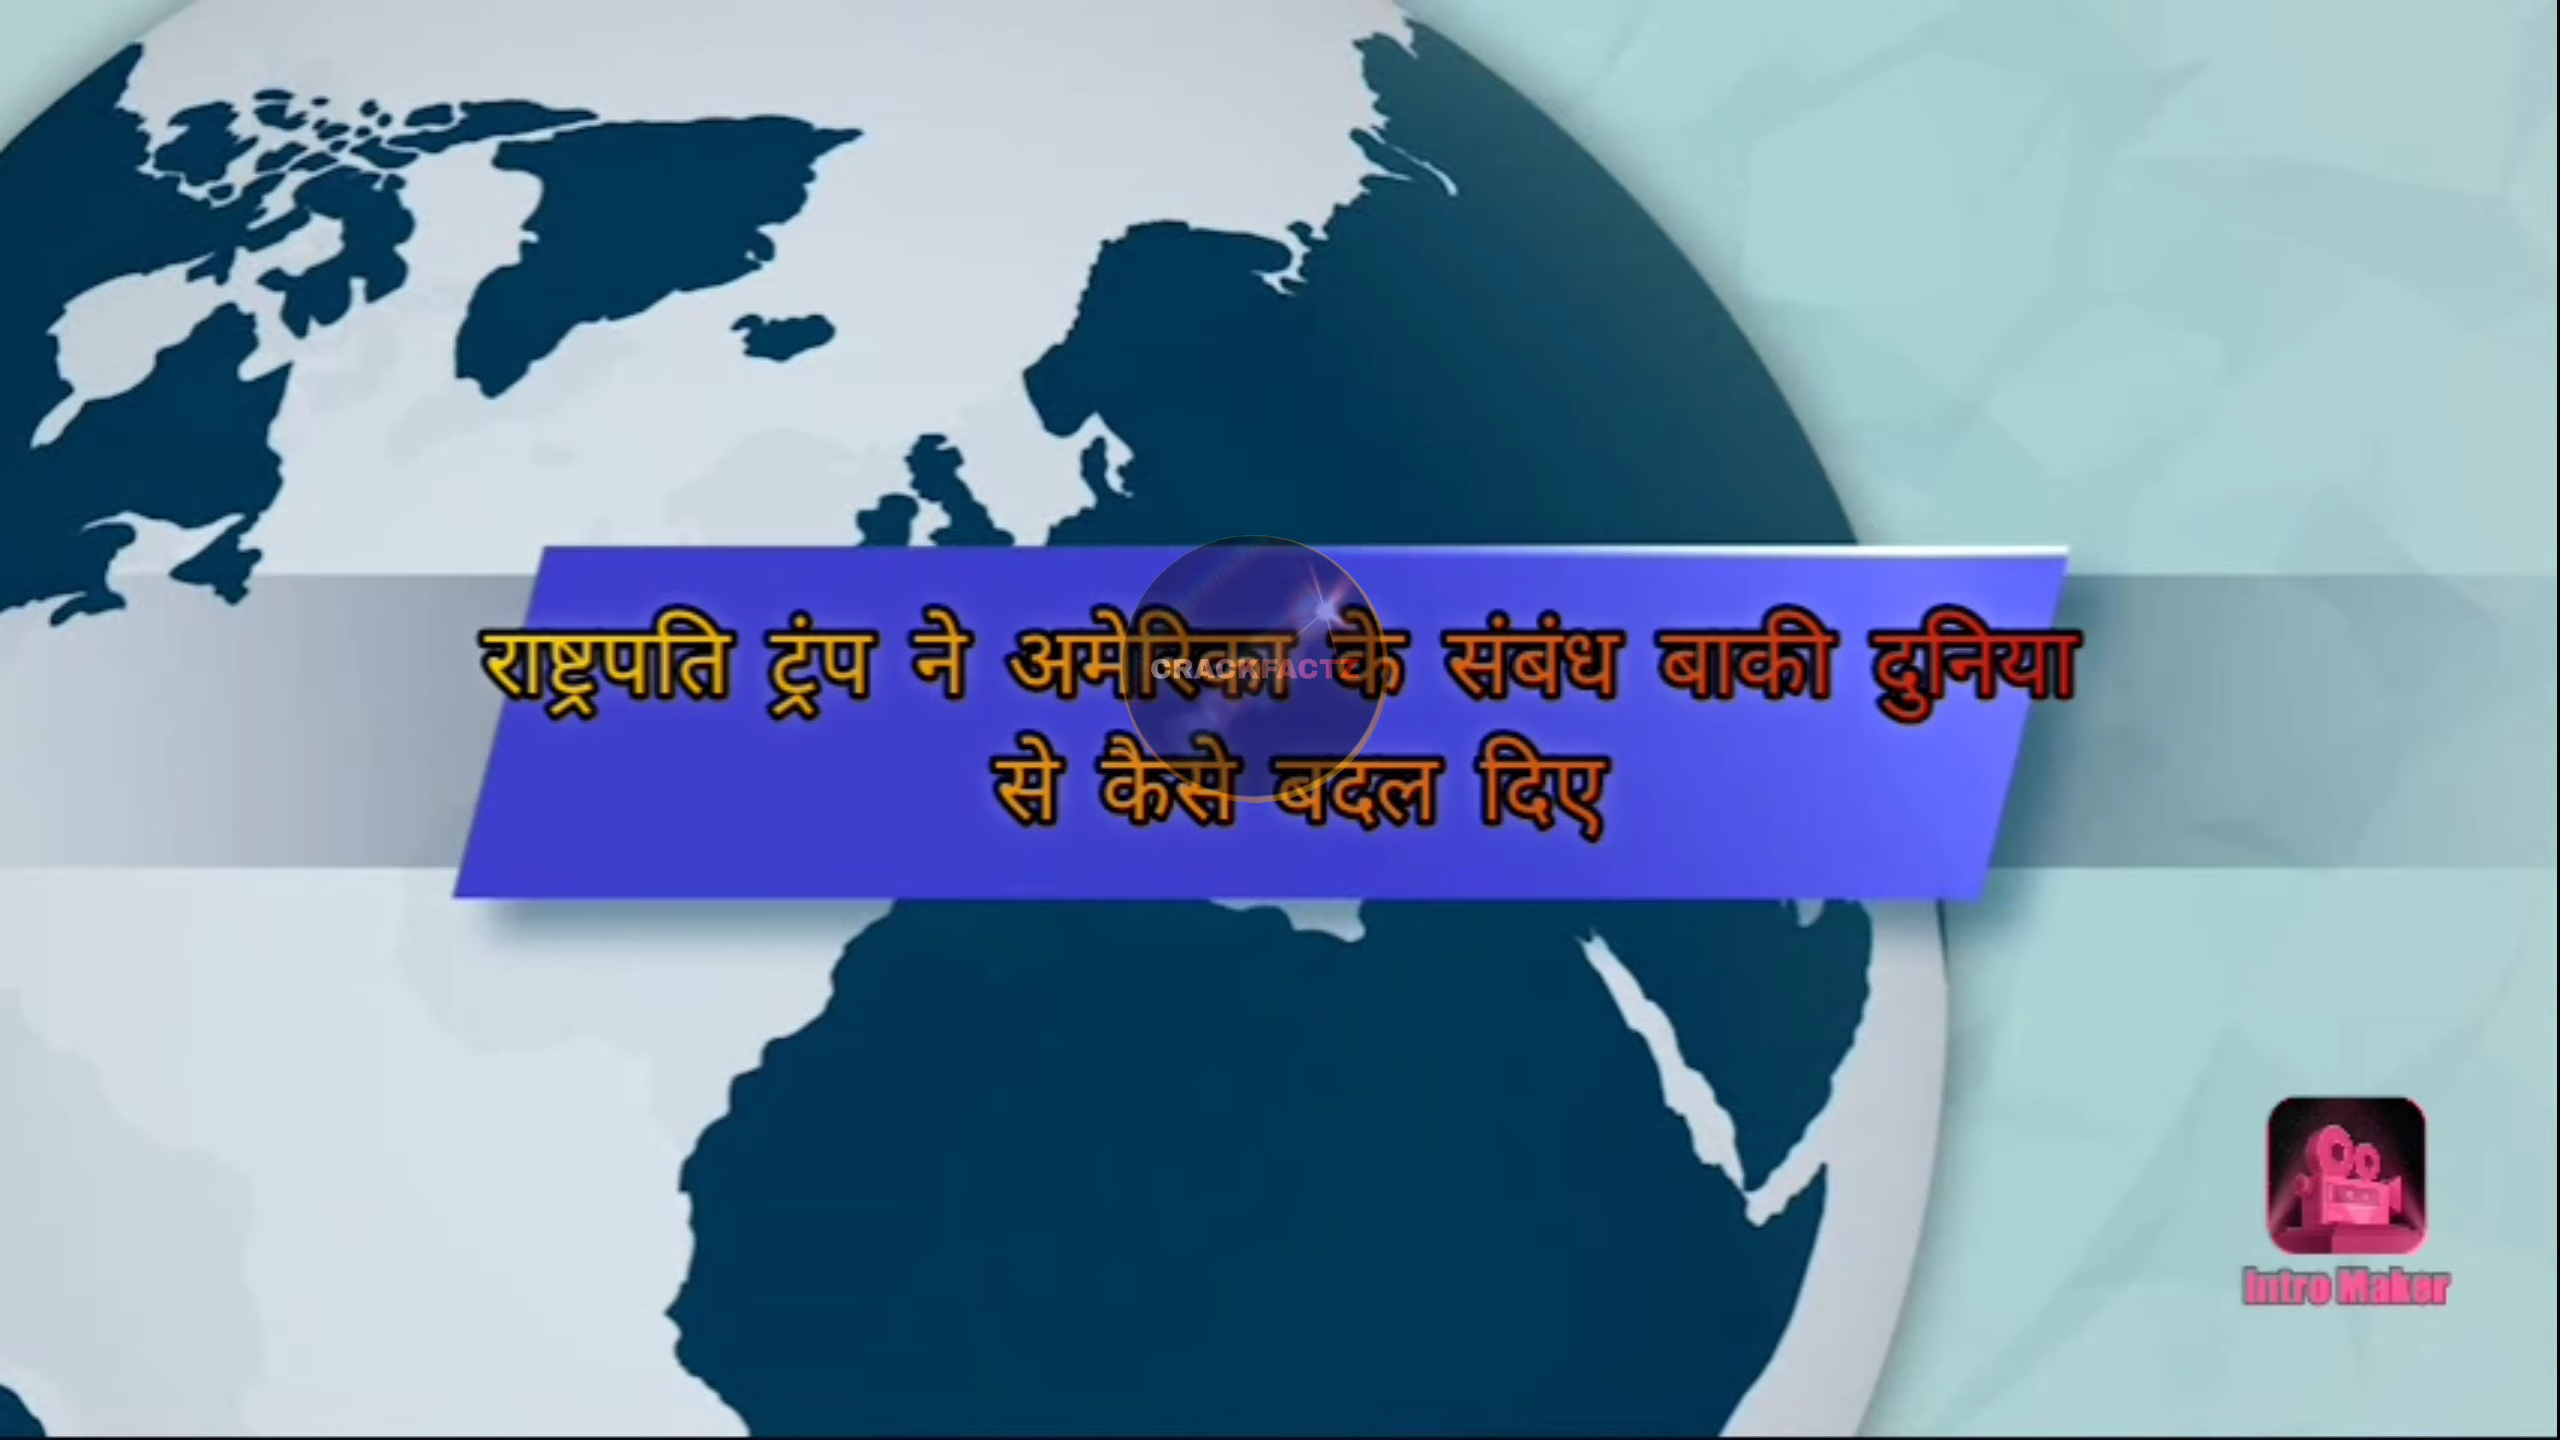 राष्ट्रपति ट्रंप ने अमेरिका के संबंध बाकी दुनिया
से कैसे बदल दिए
CRACKFACTZ
Intro Maker